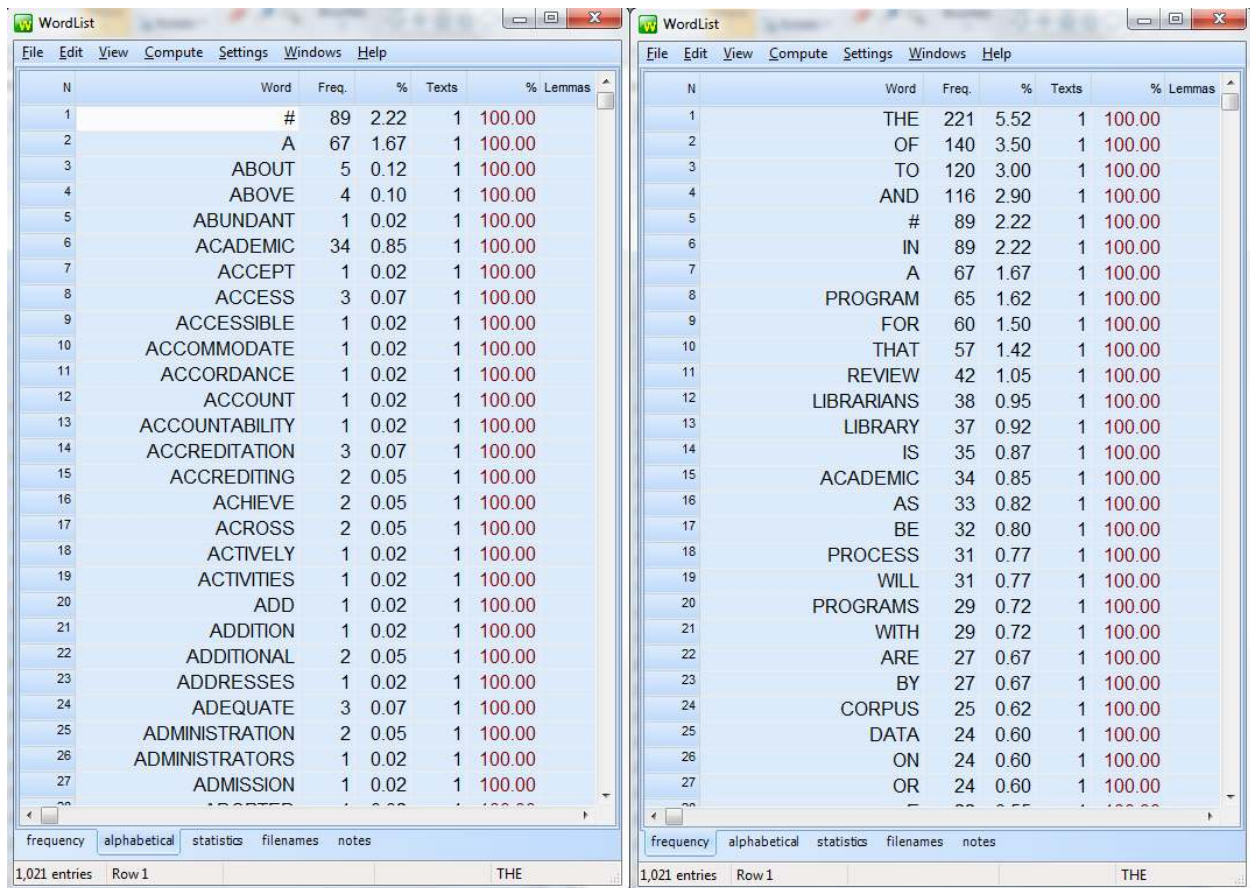 WordList
File Edit View Compute Settings Windows Help
N Word Freq. % Texts % Lemmas
1 # 89 2.22 1 100.00
2 A 67 1.67 1 100.00
3 ABOUT 5 0.12 1 100.00
4 ABOVE 4 0.10 1 100.00
5 ABUNDANT 1 0.02 1 100.00
6 ACADEMIC 34 0.85 1 100.00
7 ACCEPT 1 0.02 1 100.00
8 ACCESS 3 0.07 1 100.00
9 ACCESSIBLE 1 0.02 1 100.00
10 ACCOMMODATE 1 0.02 1 100.00
11 ACCORDANCE 1 0.02 1 100.00
12 ACCOUNT 1 0.02 1 100.00
13 ACCOUNTABILITY 1 0.02 1 100.00
14 ACCREDITATION 3 0.07 1 100.00
15 ACCREDITING 2 0.05 1 100.00
16 ACHIEVE 2 0.05 1 100.00
17 ACROSS 2 0.05 1 100.00
18 ACTIVELY 1 0.02 1 100.00
19 ACTIVITIES 1 0.02 1 100.00
20 ADD 1 0.02 1 100.00
21 ADDITION 1 0.02 1 100.00
22 ADDITIONAL 2 0.05 1 100.00
23 ADDRESSES 1 0.02 1 100.00
24 ADEQUATE 3 0.07 1 100.00
25 ADMINISTRATION 2 0.05 1 100.00
26 ADMINISTRATORS 1 0.02 1 100.00
27 ADMISSION 1 0.02 1 100.00
frequency alphabetical statistics filenames notes
1,021 entries Row 1 THE
WordList
File Edit View Compute Settings Windows Help
N Word Freq. % Texts % Lemmas
1 THE 221 5.52 1 100.00
2 OF 140 3.50 1 100.00
3 TO 120 3.00 1 100.00
4 AND 116 2.90 1 100.00
5 # 89 2.22 1 100.00
6 IN 89 2.22 1 100.00
7 A 67 1.67 1 100.00
8 PROGRAM 65 1.62 1 100.00
9 FOR 60 1.50 1 100.00
10 THAT 57 1.42 1 100.00
11 REVIEW 42 1.05 1 100.00
12 LIBRARIANS 38 0.95 1 100.00
13 LIBRARY 37 0.92 1 100.00
14 IS 35 0.87 1 100.00
15 ACADEMIC 34 0.85 1 100.00
16 AS 33 0.82 1 100.00
17 BE 32 0.80 1 100.00
18 PROCESS 31 0.77 1 100.00
19 WILL 31 0.77 1 100.00
20 PROGRAMS 29 0.72 1 100.00
21 WITH 29 0.72 1 100.00
22 ARE 27 0.67 1 100.00
23 BY 27 0.67 1 100.00
24 CORPUS 25 0.62 1 100.00
25 DATA 24 0.60 1 100.00
26 ON 24 0.60 1 100.00
27 OR 24 0.60 1 100.00
frequency alphabetical statistics filenames notes
1,021 entries Row 1 THE